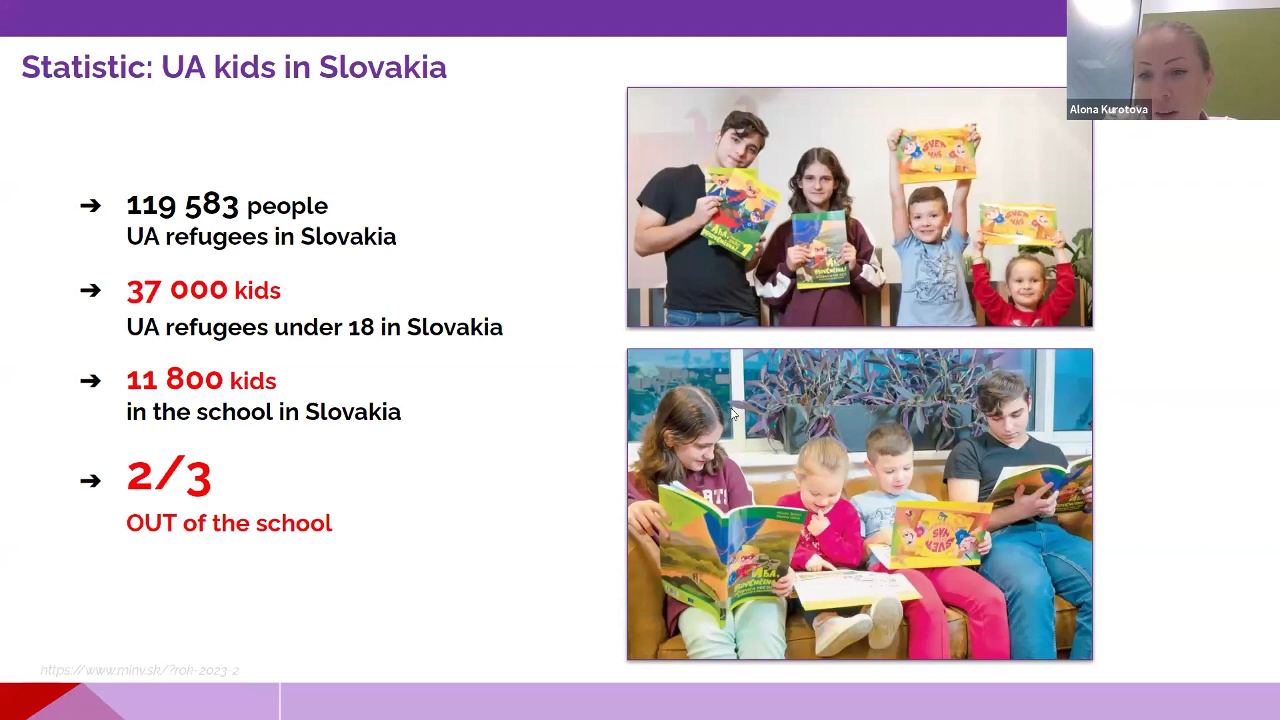 Statistic: UA kids in Slovakia
Alona Kurotova
➔ 119 583 people
UA refugees in Slovakia
➔ 37 000 kids
UA refugees under 18 in Slovakia
➔ 11 800 kids
in the school in Slovakia
➔ 2/3
OUT of the school
https://www.minv.sk/?rok-2023-2